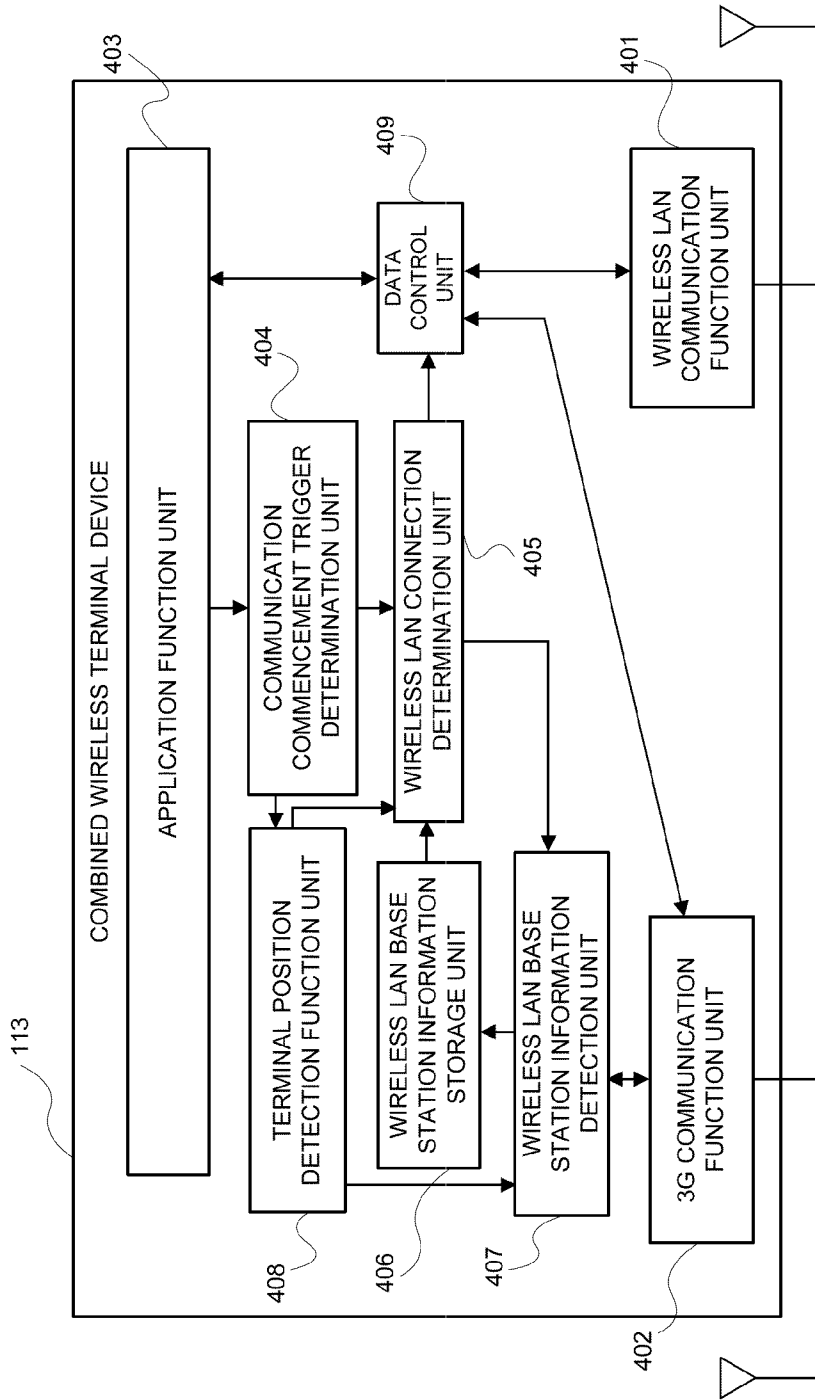 113
COMBINED WIRELESS TERMINAL DEVICE
403
APPLICATION FUNCTION UNIT
408
TERMINAL POSITION
DETECTION FUNCTION UNIT
404
COMMUNICATION
COMMENCEMENT TRIGGER
DETERMINATION UNIT
406
WIRELESS LAN BASE
STATION INFORMATION
STORAGE UNIT
WIRELESS LAN CONNECTION
DETERMINATION UNIT
405
409
DATA
CONTROL
UNIT
407
WIRELESS LAN BASE
STATION INFORMATION
DETECTION UNIT
402
3G COMMUNICATION
FUNCTION UNIT
401
WIRELESS LAN
COMMUNICATION
FUNCTION UNIT